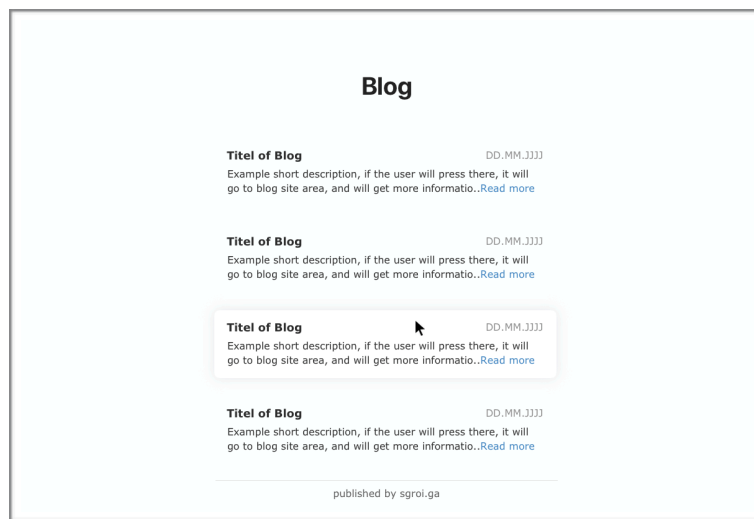 Blog
Titel of Blog DD.MM.JJJJ
Example short description, if the user will press there, it will
go to blog site area, and will get more informatio..Read more
Titel of Blog DD.MM.JJJJ
Example short description, if the user will press there, it will
go to blog site area, and will get more informatio..Read more
Titel of Blog DD.MM.JJJJ
Example short description, if the user will press there, it will
go to blog site area, and will get more informatio..Read more
Titel of Blog DD.MM.JJJJ
Example short description, if the user will press there, it will
go to blog site area, and will get more informatio..Read more
published by sgroi.ga